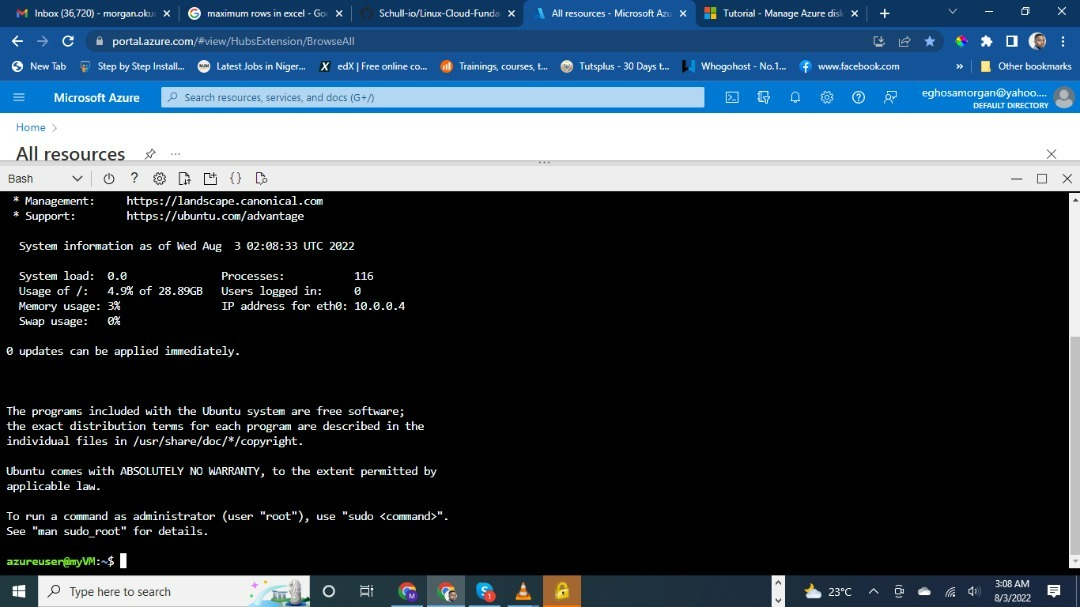 Inbox (36,720) - morgan.oku
maximum rows in excel - Go
Schull-io/Linux-Cloud-Funda
All resources - Microsoft Azu
Tutorial - Manage Azure disk
portal.azure.com/#view/HubsExtension/BrowseAll
New Tab
Step by Step Install...
Latest Jobs in Niger...
edX | Free online co...
Trainings, courses, t...
Tutsplus - 30 Days t...
Whogohost - No.1...
www.facebook.com
»
Other bookmarks
Microsoft Azure
Search resources, services, and docs (G+/)
eghosamorgan@yahoo....
DEFAULT DIRECTORY
Home >
All resources
...
Bash
* Management: https://landscape.canonical.com
* Support: https://ubuntu.com/advantage
System information as of Wed Aug 3 02:08:33 UTC 2022
System load: 0.0 Processes: 116
Usage of /: 4.9% of 28.89GB Users logged in: 0
Memory usage: 3% IP address for eth0: 10.0.0.4
Swap usage: 0%
0 updates can be applied immediately.
The programs included with the Ubuntu system are free software;
the exact distribution terms for each program are described in the
individual files in /usr/share/doc/*/copyright.
Ubuntu comes with ABSOLUTELY NO WARRANTY, to the extent permitted by
applicable law.
To run a command as administrator (user "root"), use "sudo <command>".
See "man sudo_root" for details.
azureuser@myVM:~$
Type here to search
23°C
3:08 AM
8/3/2022